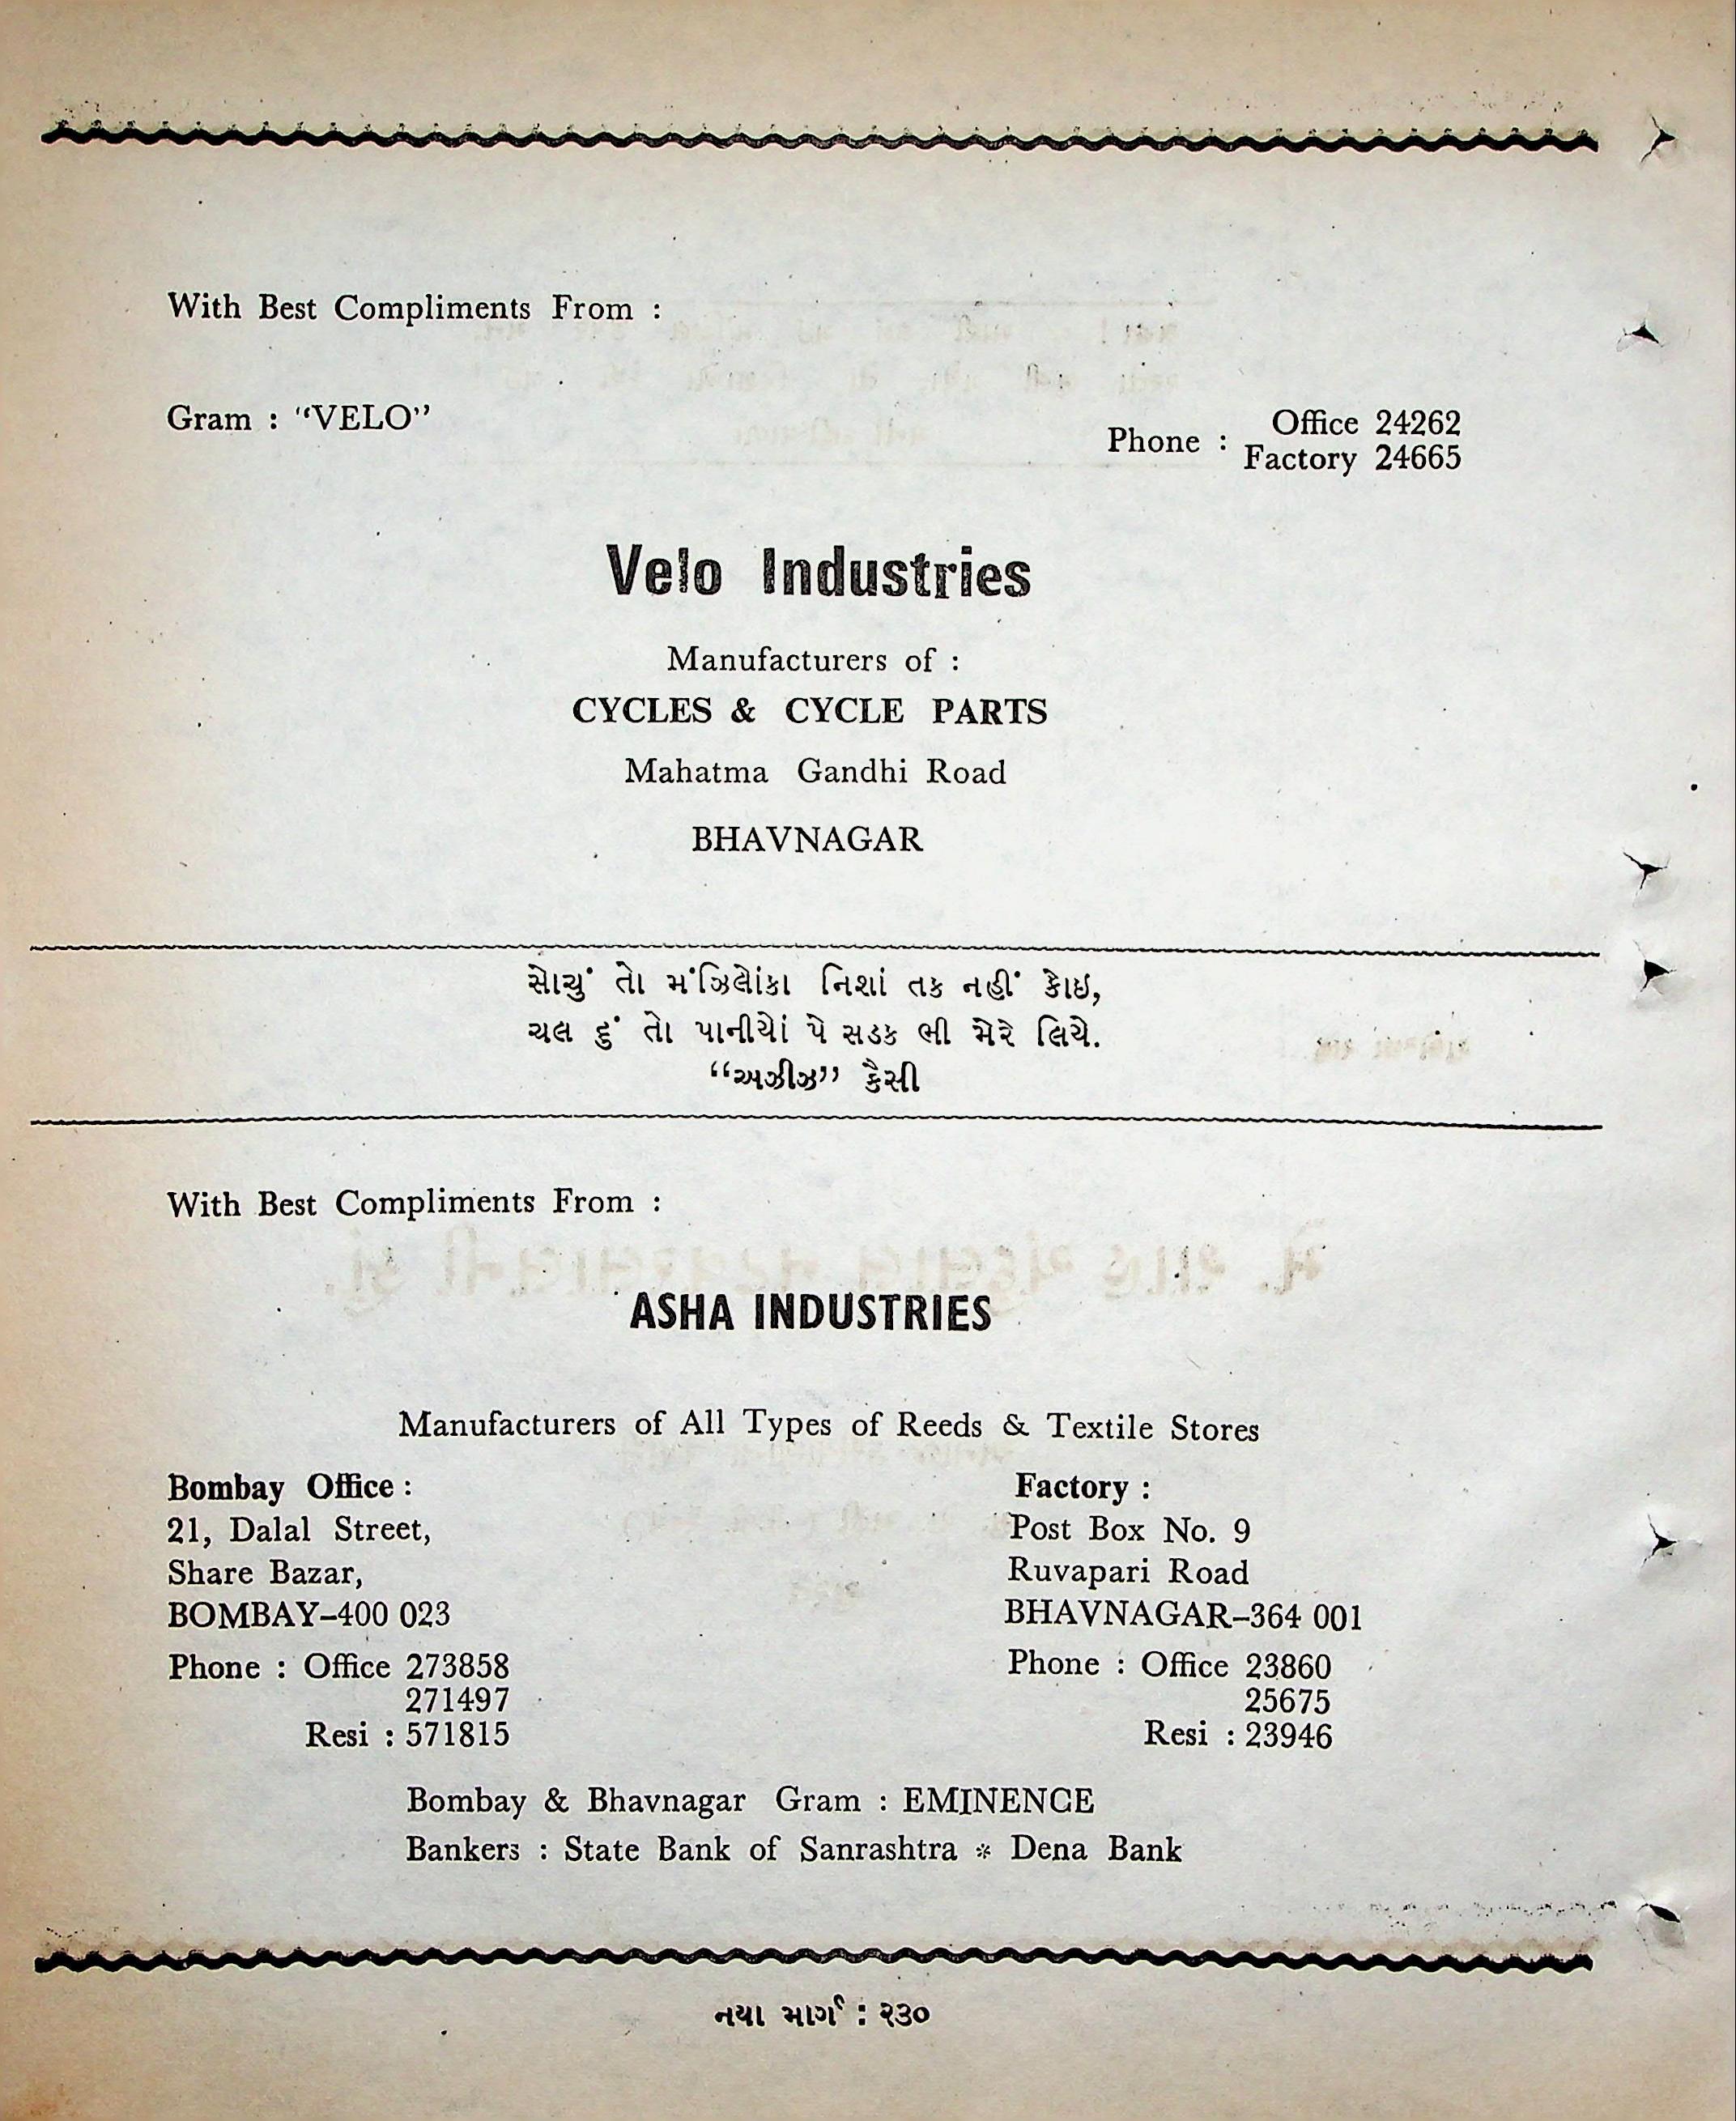 With Best Compliments From :
Gram : "VELO"
Phone : Office 24262
Factory 24665
Velo Industries
Manufacturers of :
CYCLES & CYCLE PARTS
Mahatma Gandhi Road
BHAVNAGAR
સોચું તો મંઝિલોંકા નિશાં તક નહીં કોઇ,
ચલ દું તો પાનીયોં પે સડક ભી મેરે લિયે.
“અઝીઝ” કૈસી
With Best Compliments From :
ASHA INDUSTRIES
Manufacturers of All Types of Reeds & Textile Stores
Bombay Office :
21, Dalal Street,
Share Bazar,
BOMBAY–400 023
Phone : Office 273858
271497
Resi : 571815
Factory :
Post Box No. 9
Ruvapari Road
BHAVNAGAR–364 001
Phone : Office 23860
25675
Resi : 23946
Bombay & Bhavnagar Gram : EMINENCE
Bankers : State Bank of Sanrashtra * Dena Bank
નયા માર્ગ : ૨૩૦